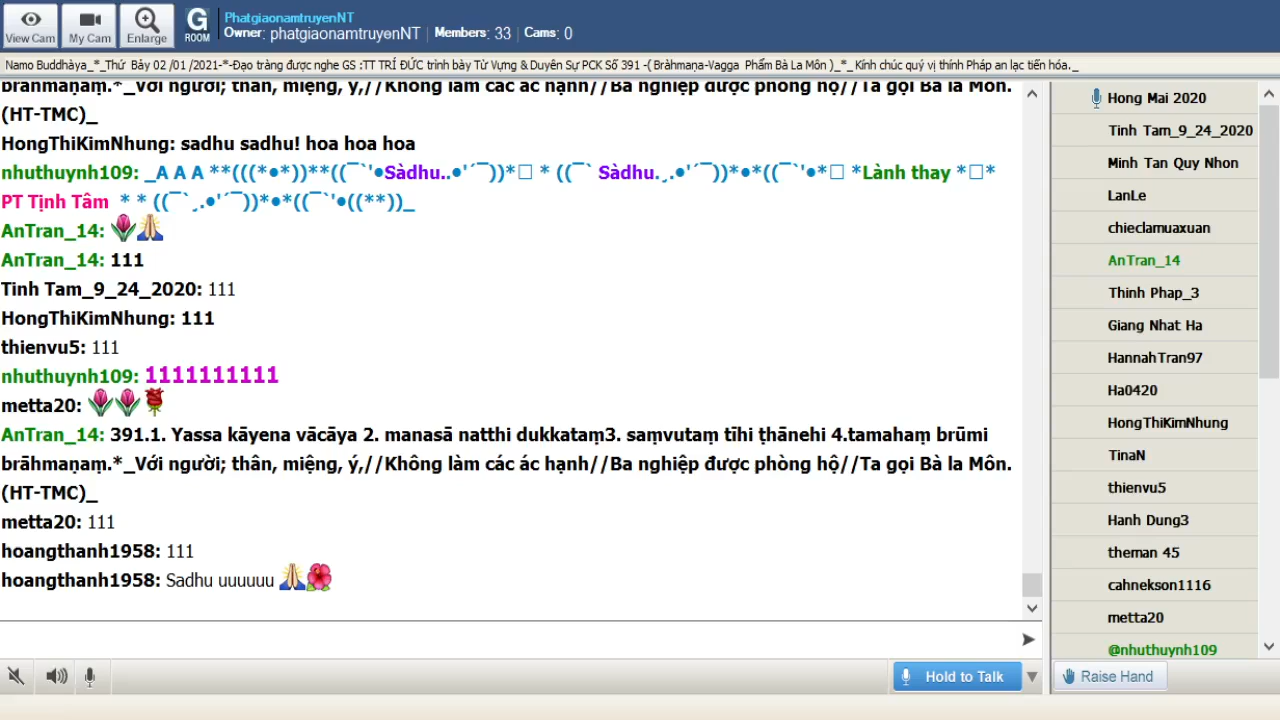 View Cam
My Cam
Enlarge
G ROOM
PhatgiaonamtruyenNT
Owner: phatgiaonamtruyenNT | Members: 33 | Cams: 0
Namo Buddhàya_*_Thứ Bảy 02 /01 /2021-*-Đạo tràng được nghe GS :TT TRÍ ĐỨC trình bày Từ Vựng & Duyên Sự PCK Số 391 -( Bràhmaṇa-Vagga Phẩm Bà La Môn )_*_ Kính chúc quý vị thính Pháp an lạc tiến hóa._
brāhmaṇaṃ.*_Với người; thân, miệng, ý,//Không làm các ác hạnh//Ba nghiệp được phòng hộ//Ta gọi Bà la Môn.
(HT-TMC)_
HongThiKimNhung: sadhu sadhu! hoa hoa hoa
nhuthuynh109: _A A A **(((*•*))**((¯`'•Sàdhu..•'´¯))*□ * ((¯` Sàdhu.¸.•'´¯))*•*((¯`'•*□ *Lành thay *□*
PT Tịnh Tâm * * ((¯`¸.•'´¯))*•*((¯`'•((**))_
AnTran_14: 🌷🙏
AnTran_14: 111
Tinh Tam_9_24_2020: 111
HongThiKimNhung: 111
thienvu5: 111
nhuthuynh109: 1111111111
metta20: 🌷🌷🌹
AnTran_14: 391.1. Yassa kāyena vācāya 2. manasā natthi dukkataṃ3. saṃvutaṃ tīhi ṭhānehi 4.tamahaṃ brūmi
brāhmaṇaṃ.*_Với người; thân, miệng, ý,//Không làm các ác hạnh//Ba nghiệp được phòng hộ//Ta gọi Bà la Môn.
(HT-TMC)_
metta20: 111
hoangthanh1958: 111
hoangthanh1958: Sadhu uuuuuu 🙏🌺
Hold to Talk
Hong Mai 2020
Tinh Tam_9_24_2020
Minh Tan Quy Nhon
LanLe
chieclamuaxuan
AnTran_14
Thinh Phap_3
Giang Nhat Ha
HannahTran97
Ha0420
HongThiKimNhung
TinaN
thienvu5
Hanh Dung3
theman 45
cahnekson1116
metta20
@nhuthuynh109
Raise Hand